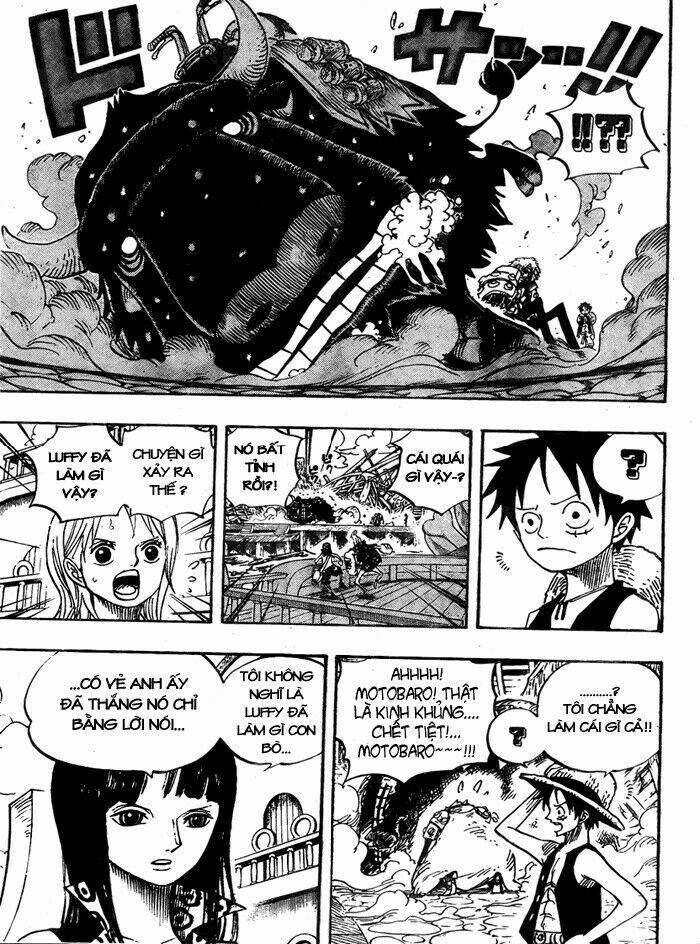 ドサッ…!!
!!??
?
CÁI QUÁI
GÌ VẬY-?
NÓ BẤT
TỈNH
RỒI?!
CHUYỆN GÌ
XẢY RA
THẾ ?
LUFFY ĐÃ
LÀM GÌ
VẬY?
..........?
TÔI CHẲNG
LÀM CÁI GÌ CẢ!!
?
AHHHH!
MOTOBARO! THẬT
LÀ KINH KHỦNG....
CHẾT TIỆT!...
MOTOBARO~~~!!!
TÔI KHÔNG
NGHĨ LÀ
LUFFY ĐÃ
LÀM GÌ CON
BÒ...
...CÓ VẺ ANH ẤY
ĐÃ THẮNG NÓ CHỈ
BẰNG LỜI NÓI...